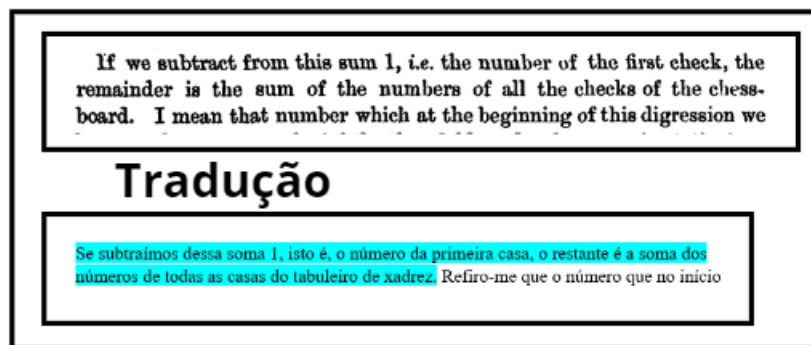 If we subtract from this sum 1, i.e. the number of the first check, the
remainder is the sum of the numbers of all the checks of the chess-
board. I mean that number which at the beginning of this digression we
Tradução
Se subtraímos dessa soma 1, isto é, o número da primeira casa, o restante é a soma dos
números de todas as casas do tabuleiro de xadrez. Refiro-me que o número que no início